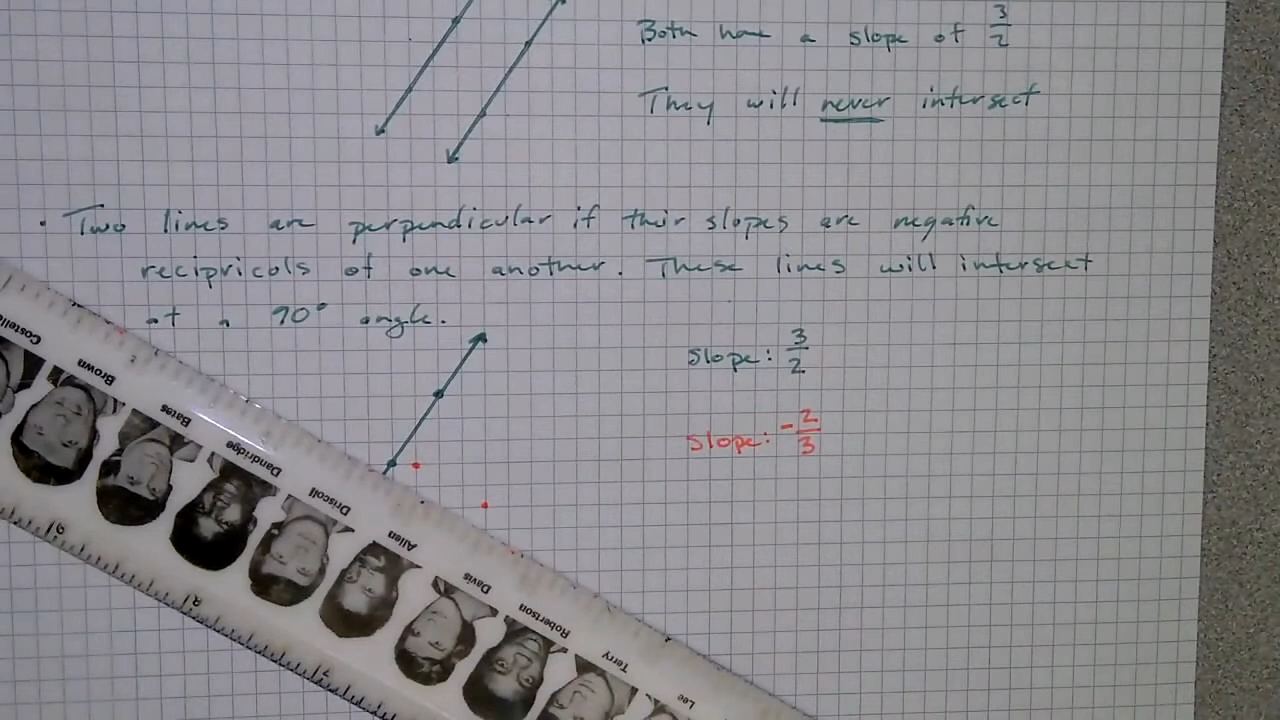 Both have a slope of 3/2
They will never intersect
• Two lines are perpendicular if their slopes are negative
recipricols of one another. These lines will intersect
at a 90° angle.
slope: 3/2
slope: -2/3
Costello
Brown
Bates
Dandridge
Driscoll
Allen
Davis
Robertson
Terry
Lee